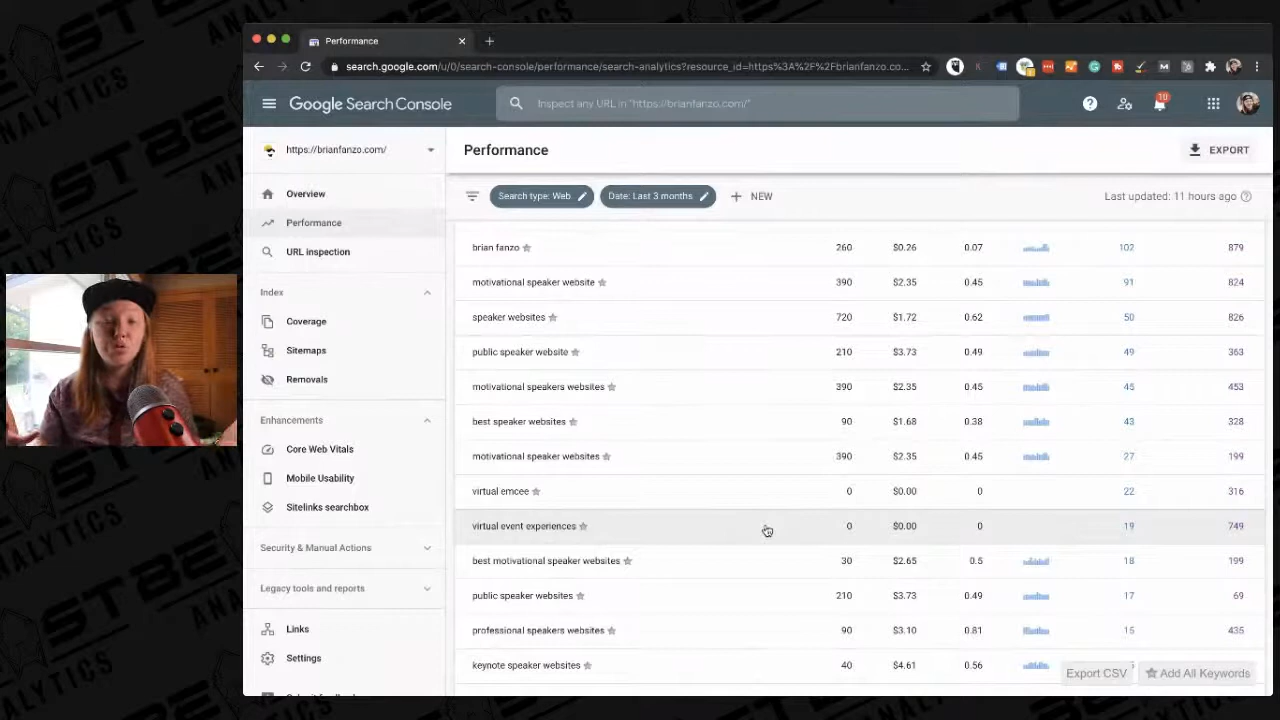 Performance
search.google.com/u/0/search-console/performance/search-analytics?resource_id=https%3A%2F%2Fbrianfanzo.co...
Google Search Console
Inspect any URL in "https://brianfanzo.com/"
10
https://brianfanzo.com/
Performance
EXPORT
Search type: Web
Date: Last 3 months
NEW
Last updated: 11 hours ago
Overview
Performance
URL inspection
Index
Coverage
Sitemaps
Removals
Enhancements
Core Web Vitals
Mobile Usability
Sitelinks searchbox
Security & Manual Actions
Legacy tools and reports
Links
Settings
brian fanzo 260 $0.26 0.07 102 879
motivational speaker website 390 $2.35 0.45 91 824
speaker websites 720 $1.72 0.62 50 826
public speaker website 210 $3.73 0.49 49 363
motivational speakers websites 390 $2.35 0.45 45 453
best speaker websites 90 $1.68 0.38 43 328
motivational speaker websites 390 $2.35 0.45 27 199
virtual emcee 0 $0.00 0 22 316
virtual event experiences 0 $0.00 0 19 749
best motivational speaker websites 30 $2.65 0.5 18 199
public speaker websites 210 $3.73 0.49 17 69
professional speakers websites 90 $3.10 0.81 15 435
keynote speaker websites 40 $4.61 0.56
Export CSV
Add All Keywords
ANALYTICS